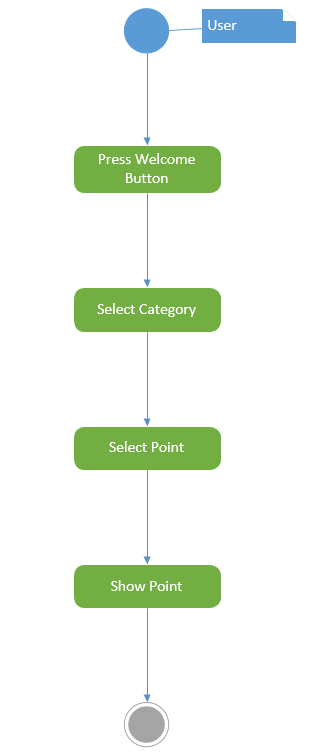 User
Press Welcome
Button
Select Category
Select Point
Show Point